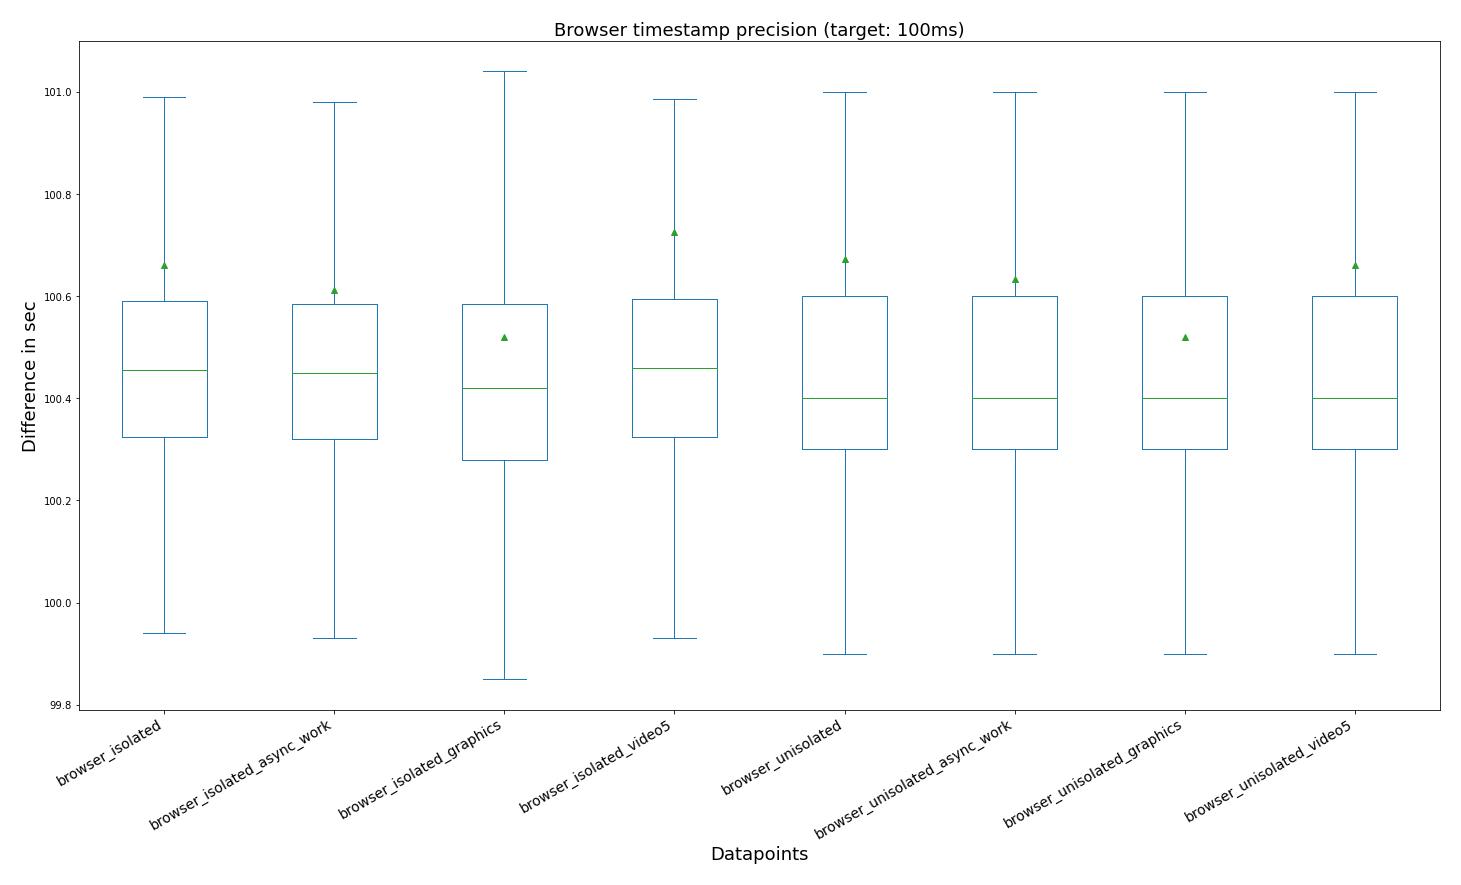 Browser timestamp precision (target: 100ms)
101.0
100.8
100.6
100.4
100.2
100.0
99.8
Difference in sec
browser_isolated
browser_isolated_async_work
browser_isolated_graphics
browser_isolated_video5
browser_unisolated
browser_unisolated_async_work
browser_unisolated_graphics
browser_unisolated_video5
Datapoints